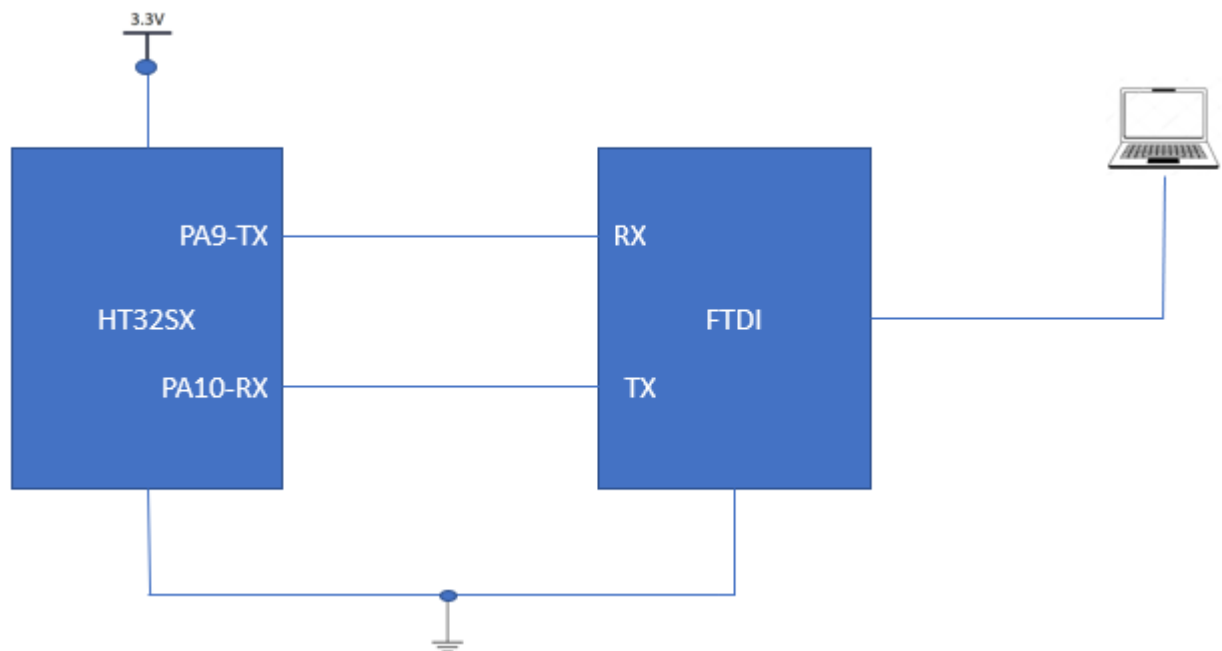 3.3V
PA9-TX
RX
HT32SX
FTDI
PA10-RX
TX